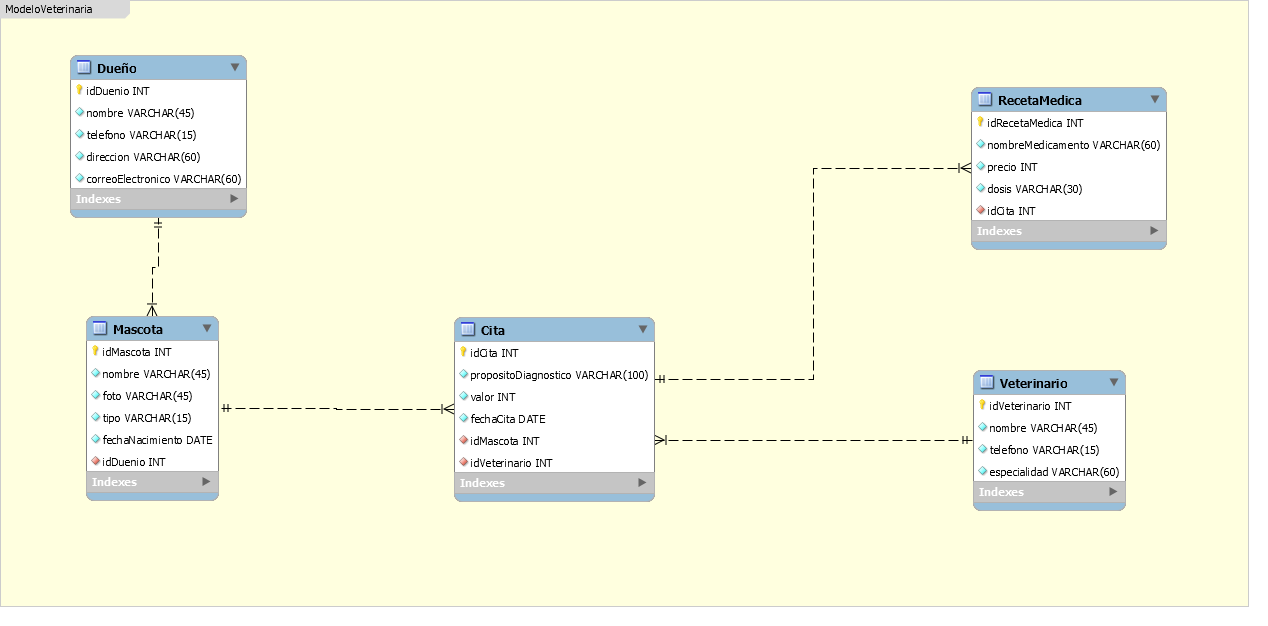 ModeloVeterinaria
Dueño
idDuenio INT
nombre VARCHAR(45)
telefono VARCHAR(15)
direccion VARCHAR(60)
correoElectronico VARCHAR(60)
Indexes
Mascota
idMascota INT
nombre VARCHAR(45)
foto VARCHAR(45)
tipo VARCHAR(15)
fechaNacimiento DATE
idDuenio INT
Indexes
Cita
idCita INT
propositoDiagnostico VARCHAR(100)
valor INT
fechaCita DATE
idMascota INT
idVeterinario INT
Indexes
RecetaMedica
idRecetaMedica INT
nombreMedicamento VARCHAR(60)
precio INT
dosis VARCHAR(30)
idCita INT
Indexes
Veterinario
idVeterinario INT
nombre VARCHAR(45)
telefono VARCHAR(15)
especialidad VARCHAR(60)
Indexes